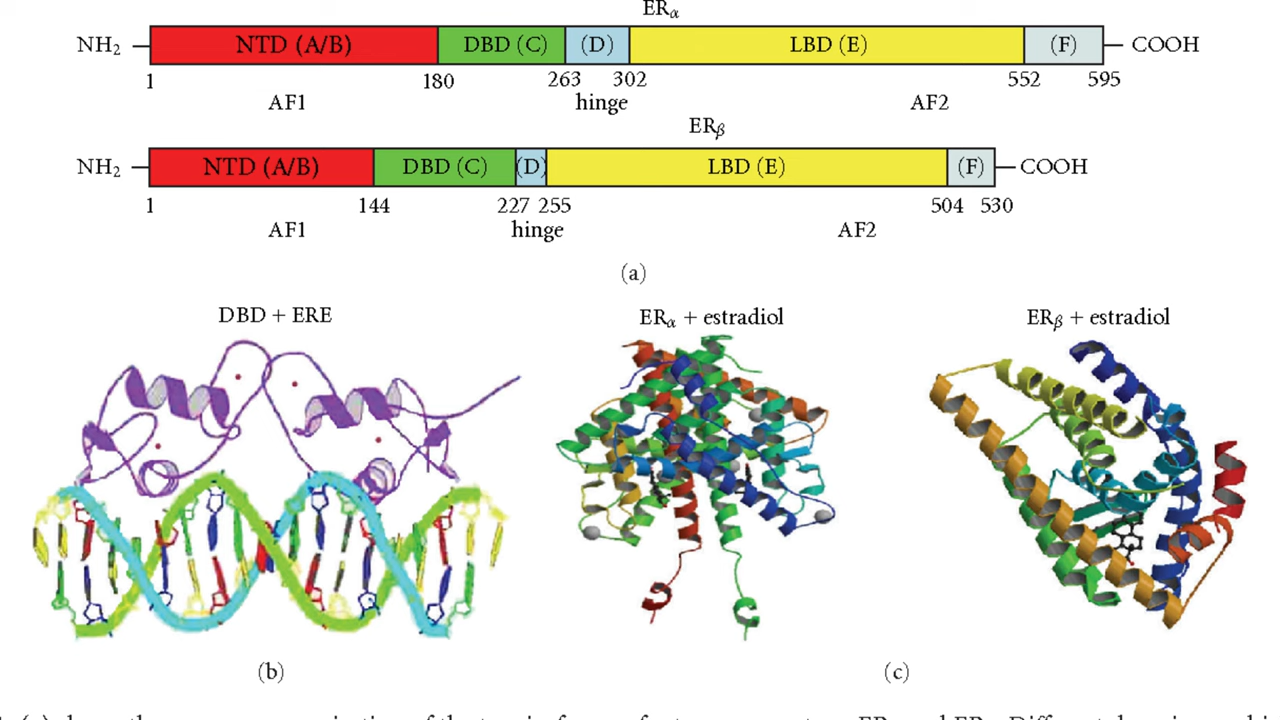 ERα
NH₂ NTD (A/B) DBD (C) (D) LBD (E) (F) COOH
1 180 263 302 552 595
AF1 hinge AF2
ERβ
NH₂ NTD (A/B) DBD (C) (D) LBD (E) (F) COOH
1 144 227 255 504 530
AF1 hinge AF2
(a)
DBD + ERE ERα + estradiol ERβ + estradiol
(b) (c)